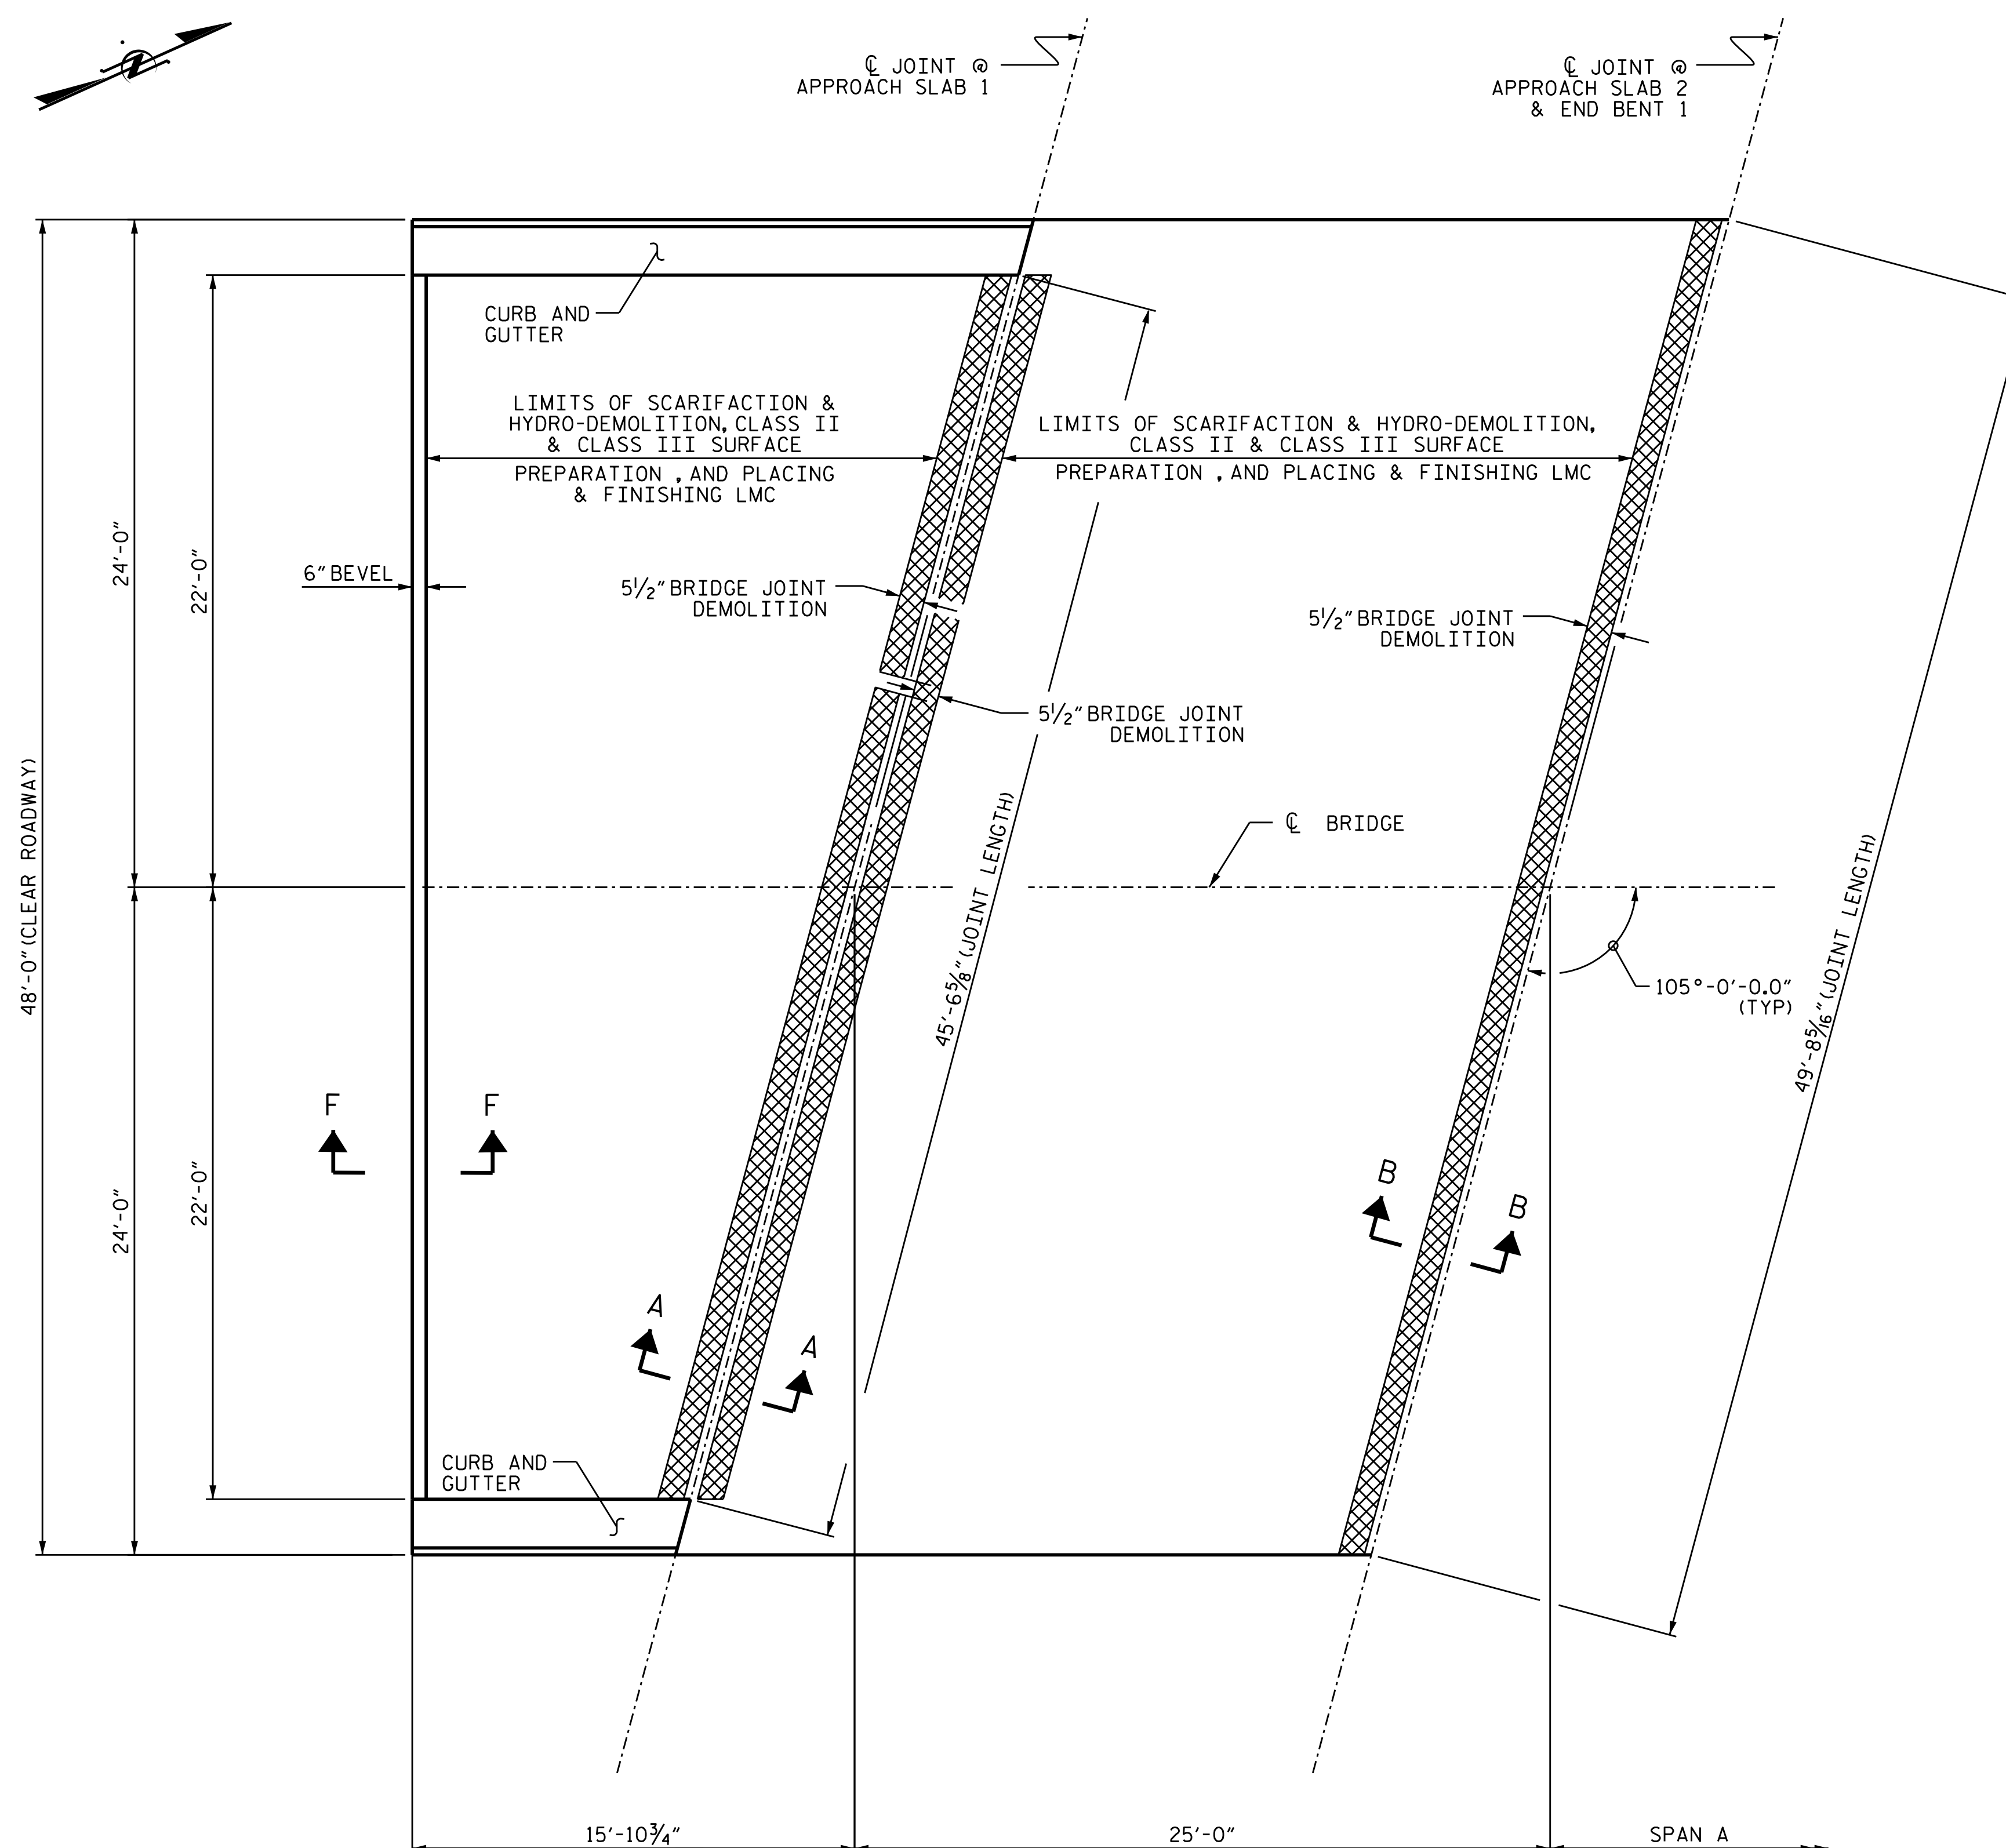 N
℄ JOINT @
APPROACH SLAB 1
℄ JOINT @
APPROACH SLAB 2
& END BENT 1
CURB AND
GUTTER
LIMITS OF SCARIFACTION &
HYDRO-DEMOLITION, CLASS II
& CLASS III SURFACE
PREPARATION , AND PLACING
& FINISHING LMC
LIMITS OF SCARIFACTION & HYDRO-DEMOLITION,
CLASS II & CLASS III SURFACE
PREPARATION , AND PLACING & FINISHING LMC
24'-0"
22'-0"
6" BEVEL
5½" BRIDGE JOINT
DEMOLITION
5½" BRIDGE JOINT
DEMOLITION
5½" BRIDGE JOINT
DEMOLITION
48'-0" (CLEAR ROADWAY)
℄ BRIDGE
45'-6⅝" (JOINT LENGTH)
49'-8 5/16" (JOINT LENGTH)
105°-0'-0.0"
(TYP)
F
F
24'-0"
22'-0"
B
B
A
A
CURB AND
GUTTER
15'-10¾"
25'-0"
SPAN A